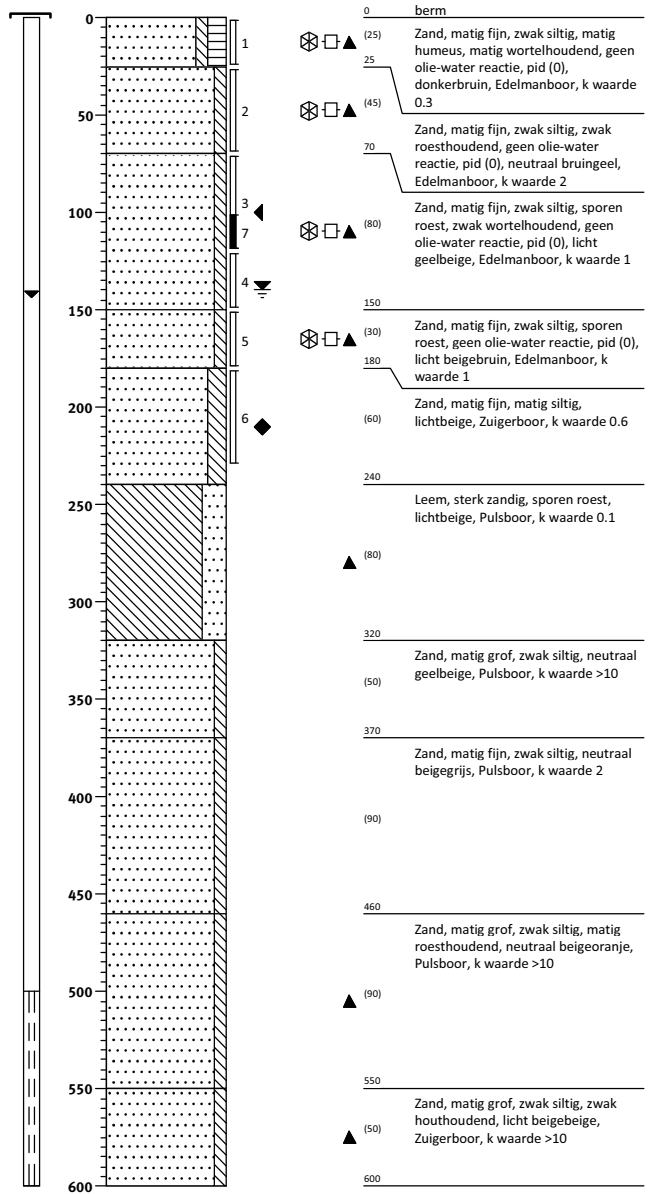 0
50
100
150
200
250
300
350
400
450
500
550
600
1
2
3
7
4
5
6
0
berm
(25)
Zand, matig fijn, zwak siltig, matig
humeus, matig wortelhoudend, geen
olie-water reactie, pid (0),
donkerbruin, Edelmanboor, k waarde
0.3
25
(45)
Zand, matig fijn, zwak siltig, zwak
roesthoudend, geen olie-water
reactie, pid (0), neutraal bruingeel,
Edelmanboor, k waarde 2
70
(80)
Zand, matig fijn, zwak siltig, sporen
roest, zwak wortelhoudend, geen
olie-water reactie, pid (0), licht
geelbeige, Edelmanboor, k waarde 1
150
(30)
Zand, matig fijn, zwak siltig, sporen
roest, geen olie-water reactie, pid (0),
licht beigebruin, Edelmanboor, k
waarde 1
180
(60)
Zand, matig fijn, matig siltig,
lichtbeige, Zuigerboor, k waarde 0.6
240
Leem, sterk zandig, sporen roest,
lichtbeige, Pulsboor, k waarde 0.1
(80)
320
Zand, matig grof, zwak siltig, neutraal
geelbeige, Pulsboor, k waarde >10
(50)
370
Zand, matig fijn, zwak siltig, neutraal
beigegrijs, Pulsboor, k waarde 2
(90)
460
Zand, matig grof, zwak siltig, matig
roesthoudend, neutraal beigeoranje,
Pulsboor, k waarde >10
(90)
550
Zand, matig grof, zwak siltig, zwak
houthoudend, licht beigebeige,
Zuigerboor, k waarde >10
(50)
600